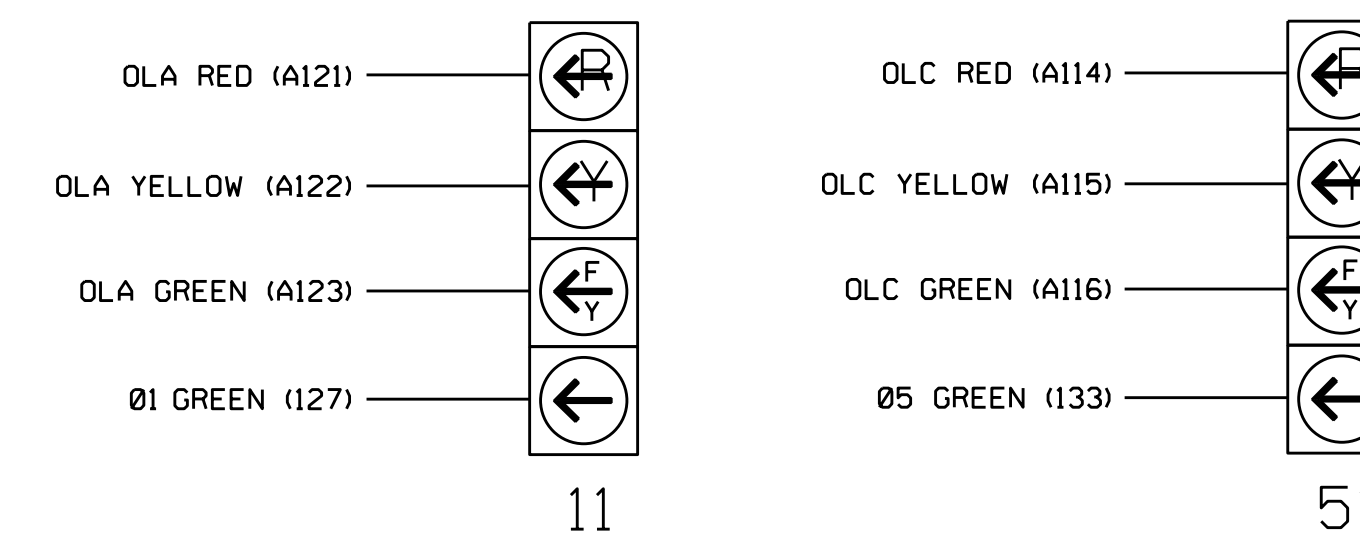 OLA RED (A121)
R
OLA YELLOW (A122)
Y
OLA GREEN (A123)
F
Y
Ø1 GREEN (127)
11
OLC RED (A114)
OLC YELLOW (A115)
Y
OLC GREEN (A116)
F
Y
Ø5 GREEN (133)
5